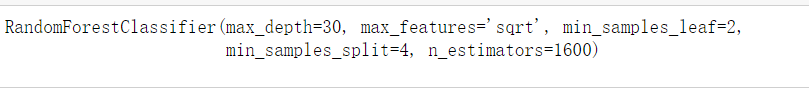 RandomForestClassifier(max_depth=30, max_features='sqrt', min_samples_leaf=2,
min_samples_split=4, n_estimators=1600)